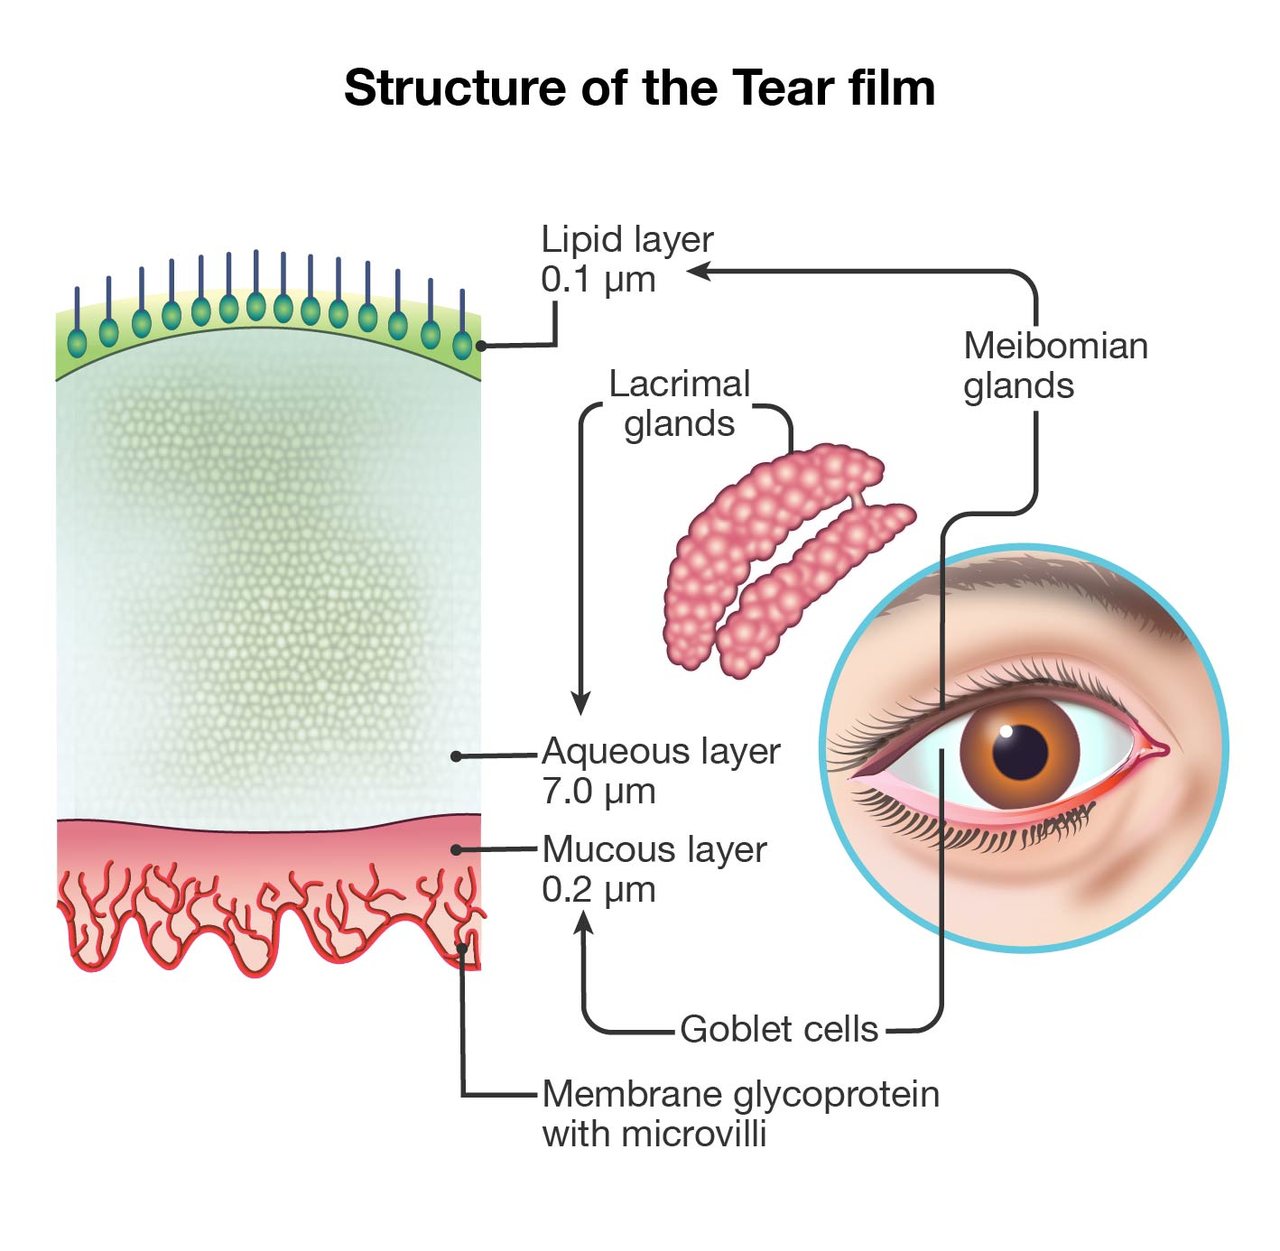 Structure of the Tear film
Lipid layer
0.1 µm
Meibomian
glands
Lacrimal
glands
Aqueous layer
7.0 µm
Mucous layer
0.2 µm
Goblet cells
Membrane glycoprotein
with microvilli